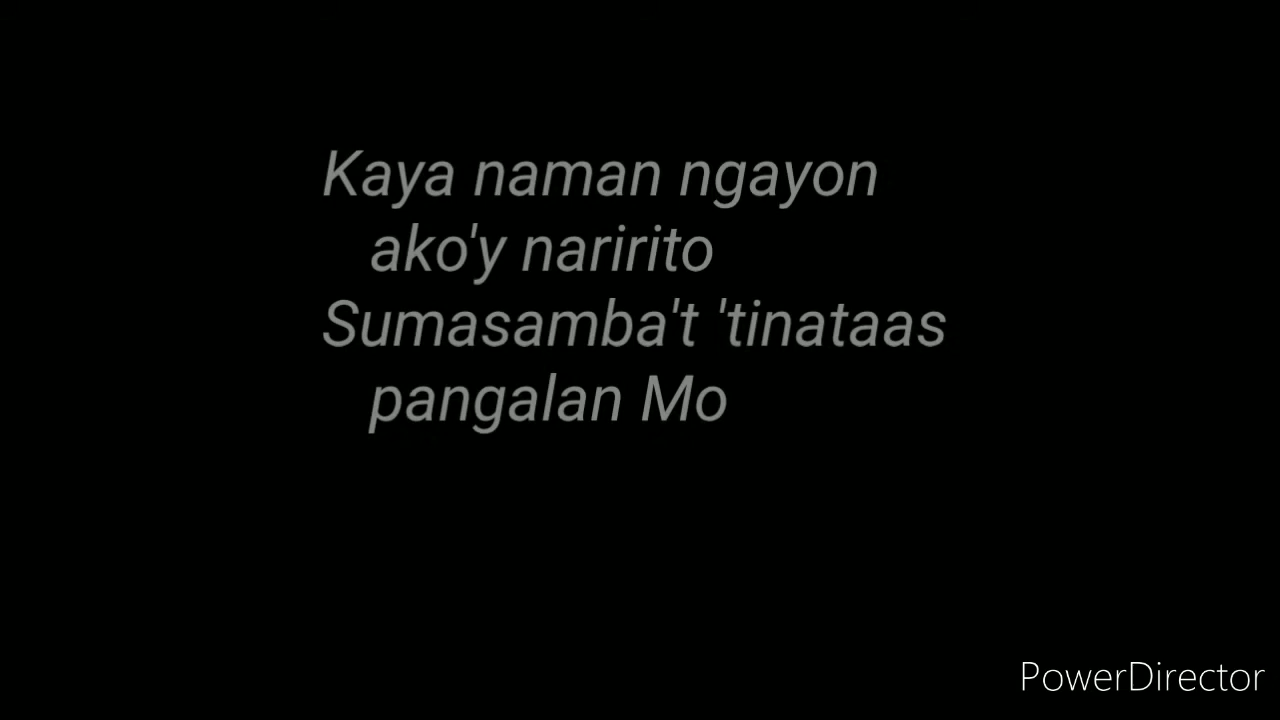 Kaya naman ngayon
ako'y naririto
Sumasamba't 'tinataas
pangalan Mo
PowerDirector